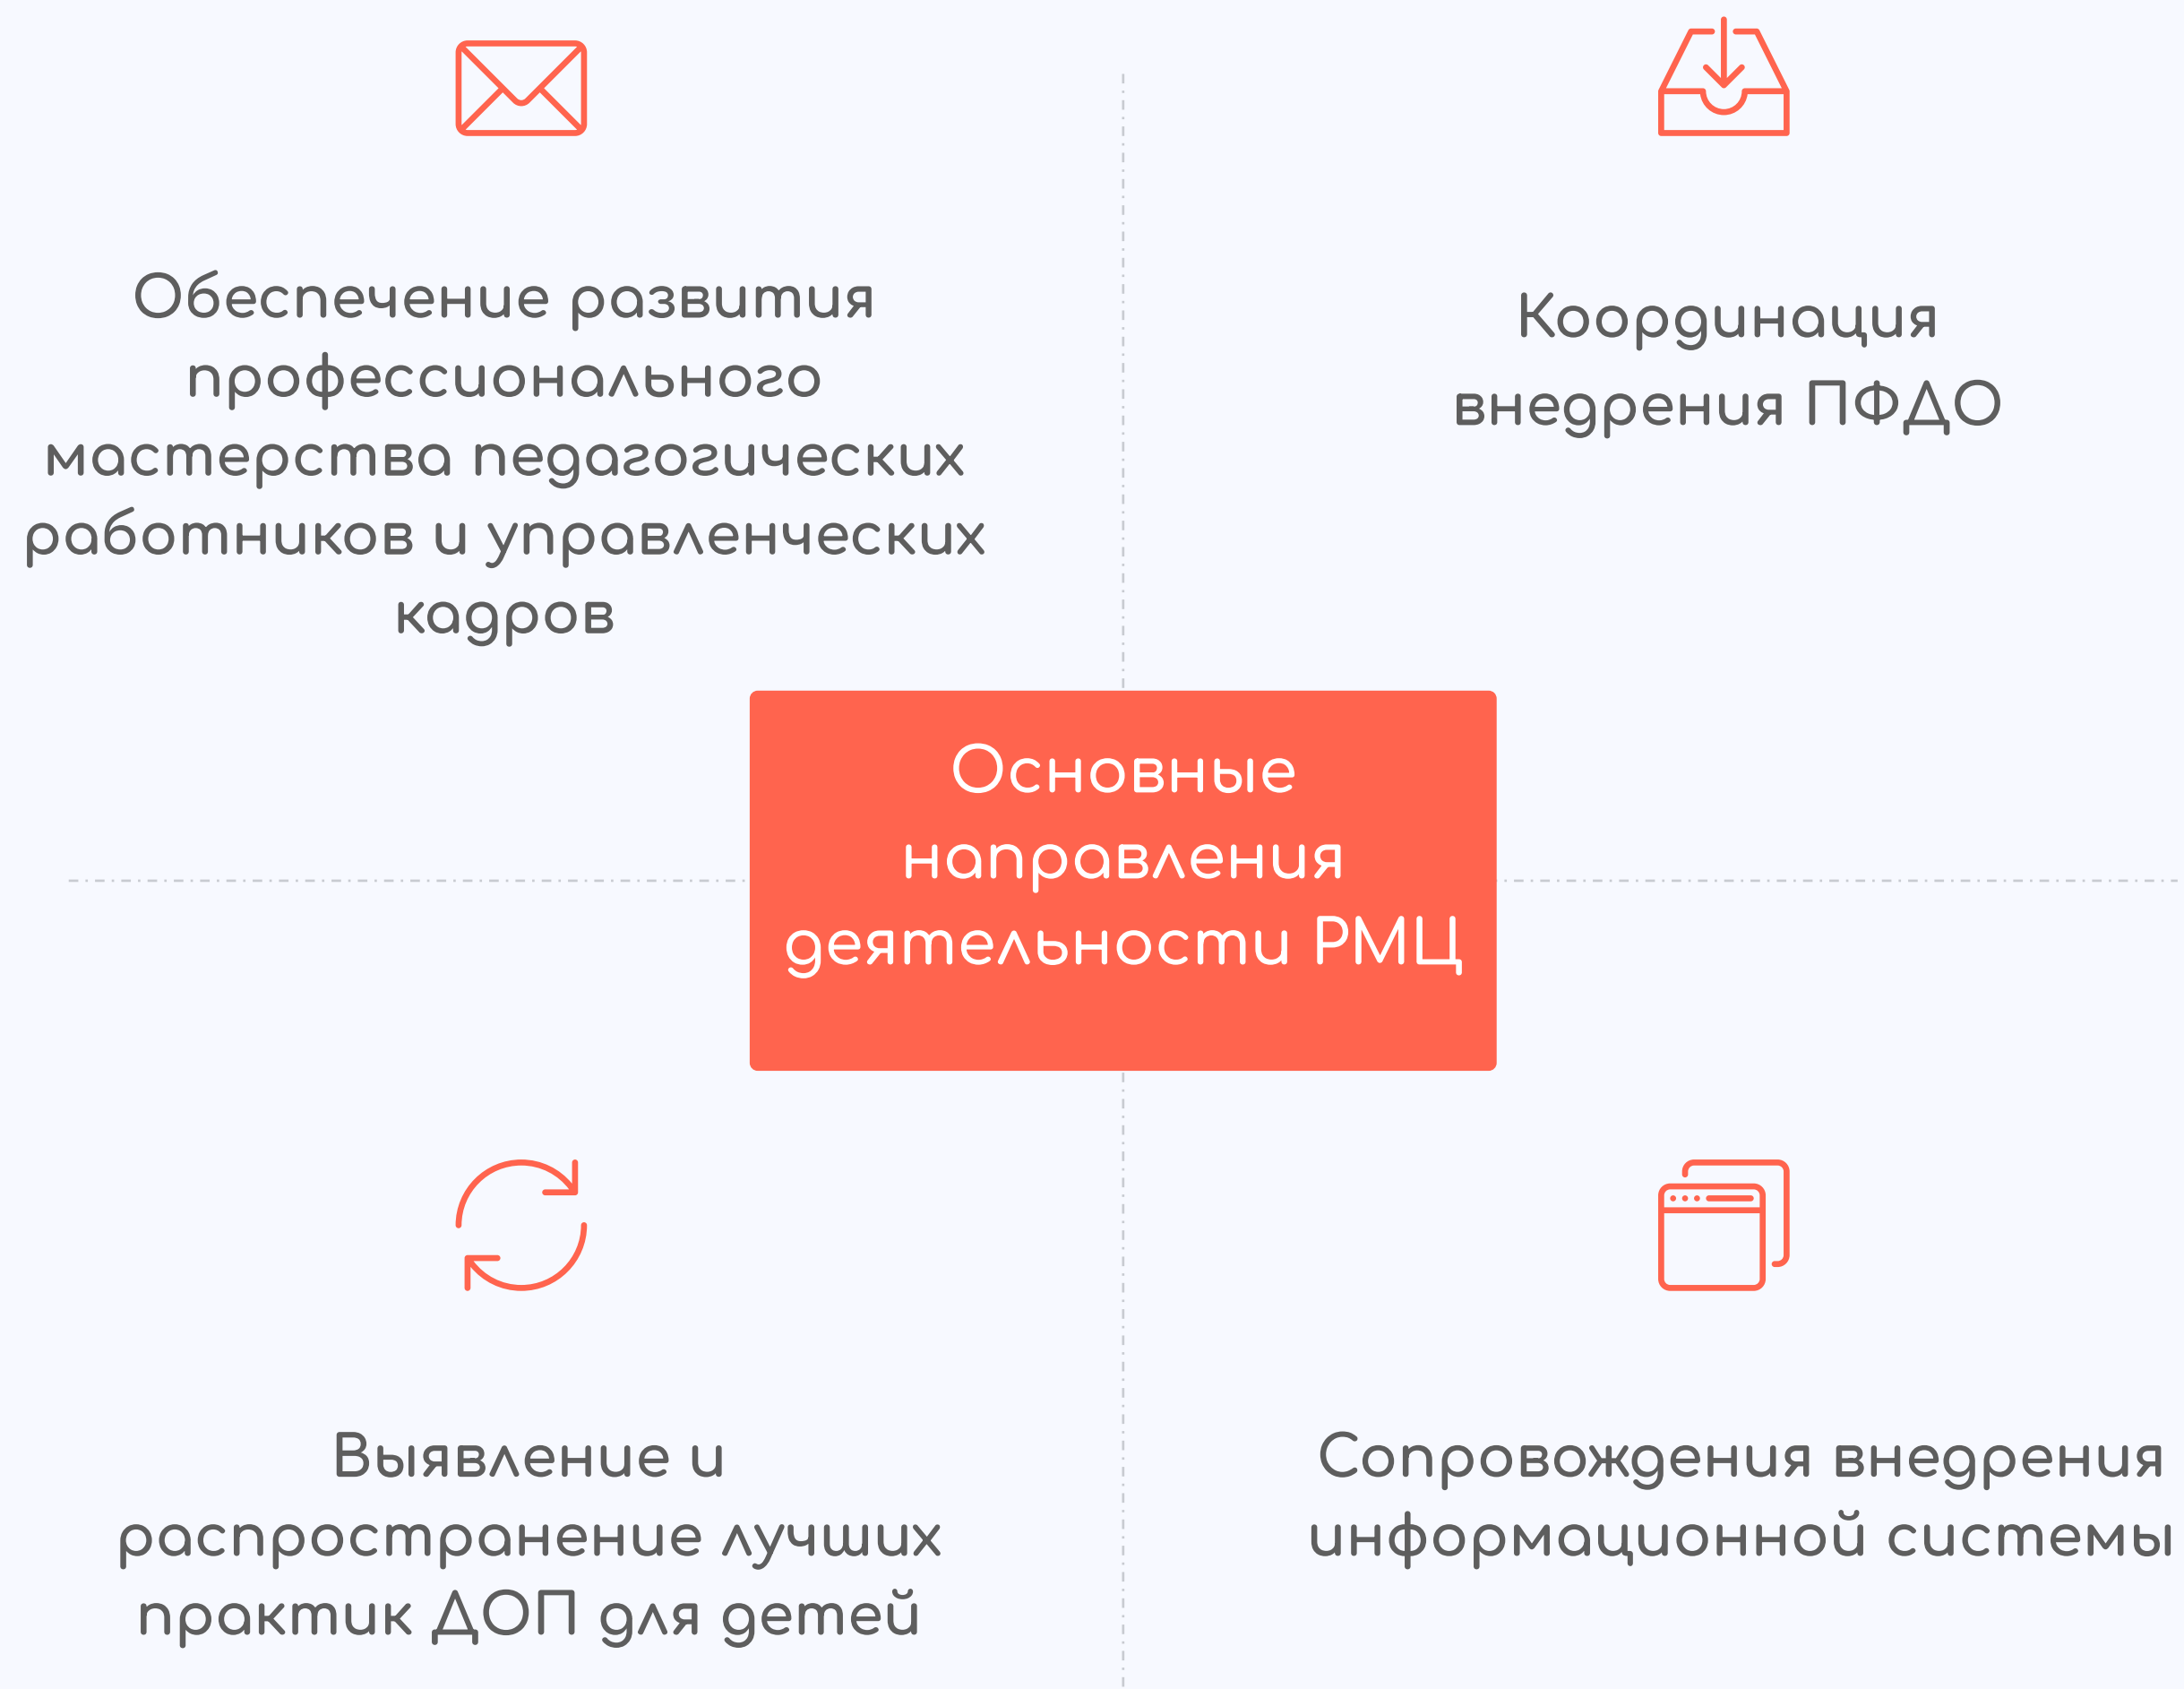 Обеспечение развития
профессионального
мастерства педагогических
работников и управленческих
кадров
Координация
внедрения ПФДО
Основные
направления
деятельности РМЦ
Выявление и
распространение лучших
практик ДОП для детей
Сопровождения внедрения
информационной системы